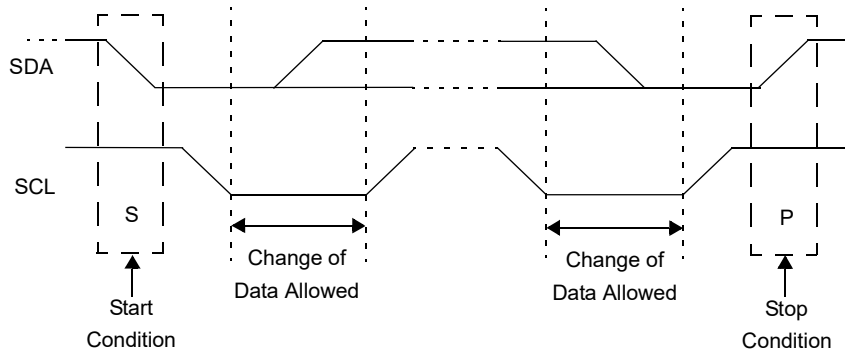 SDA
SCL
S
P
Change of
Data Allowed
Change of
Data Allowed
Start
Condition
Stop
Condition